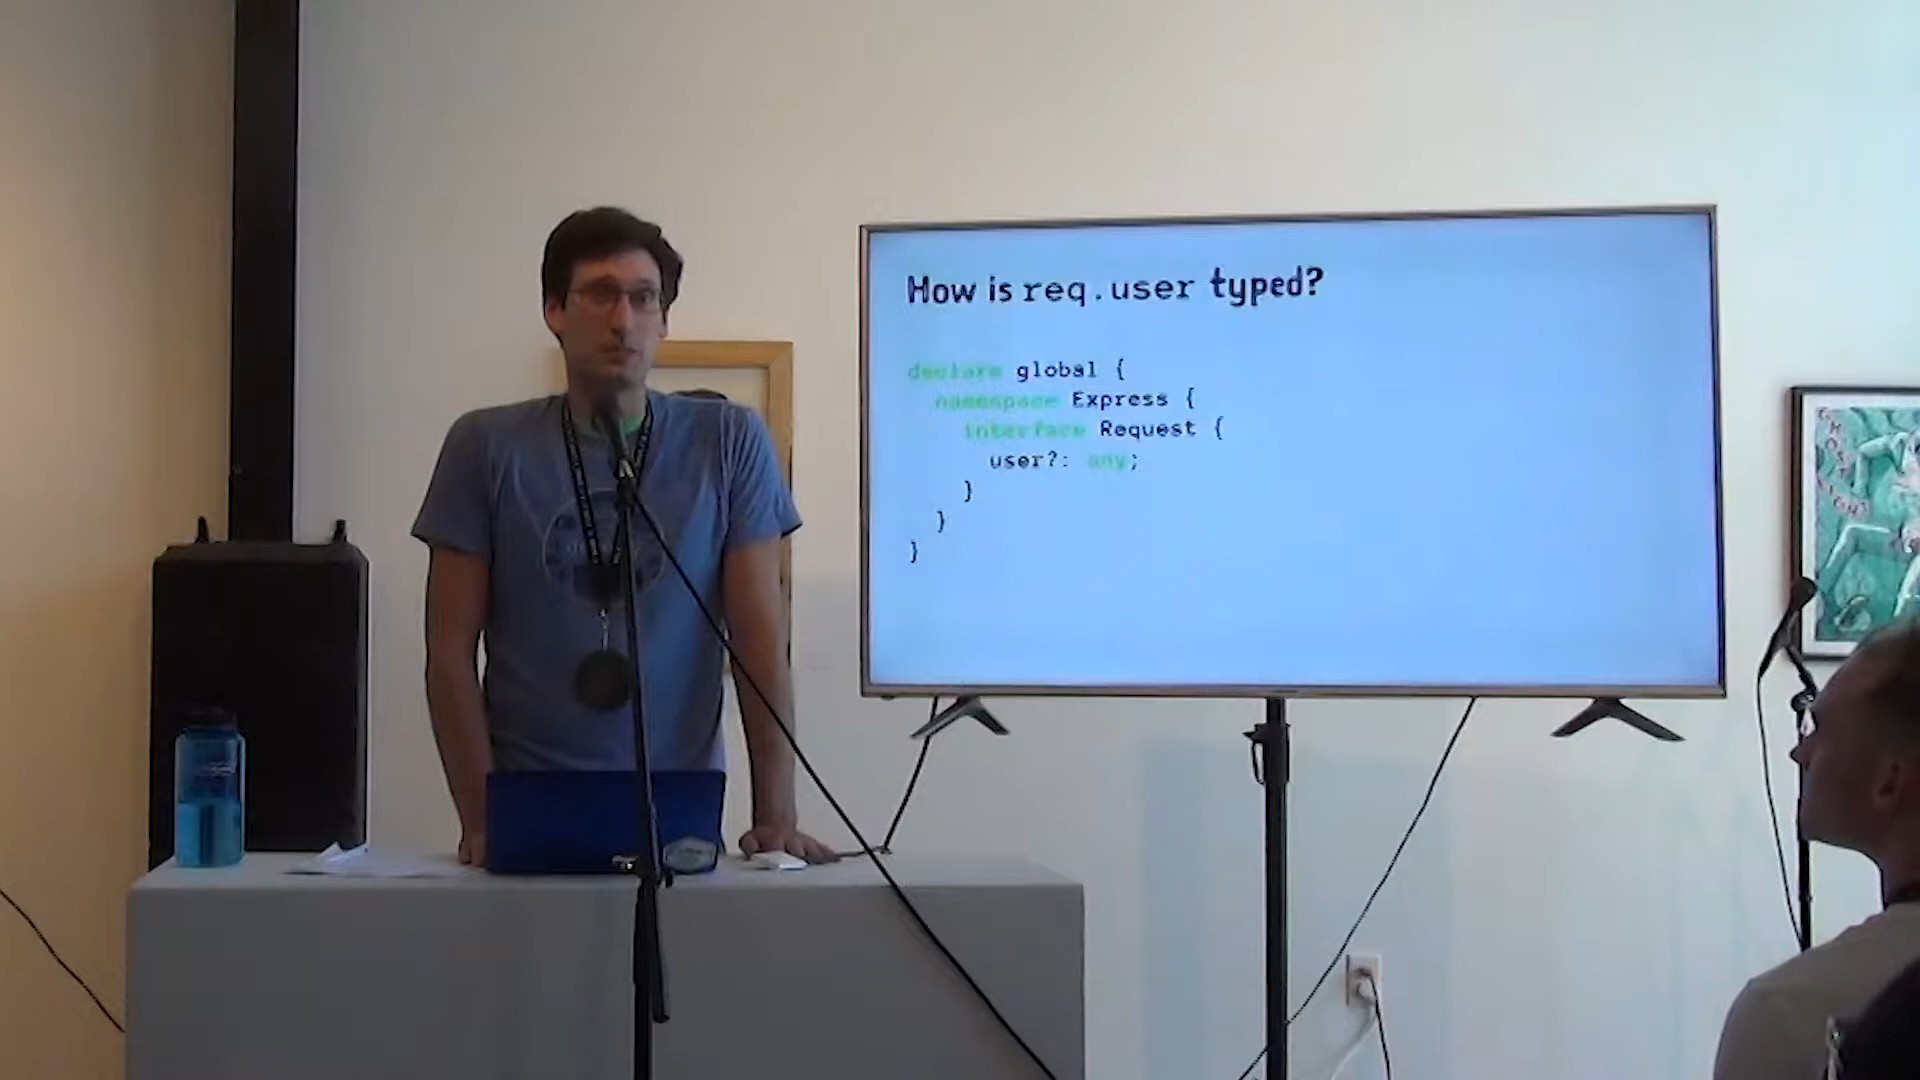 How is req.user typed?
declare global {
namespace Express {
interface Request {
user?: any;
}
}
}